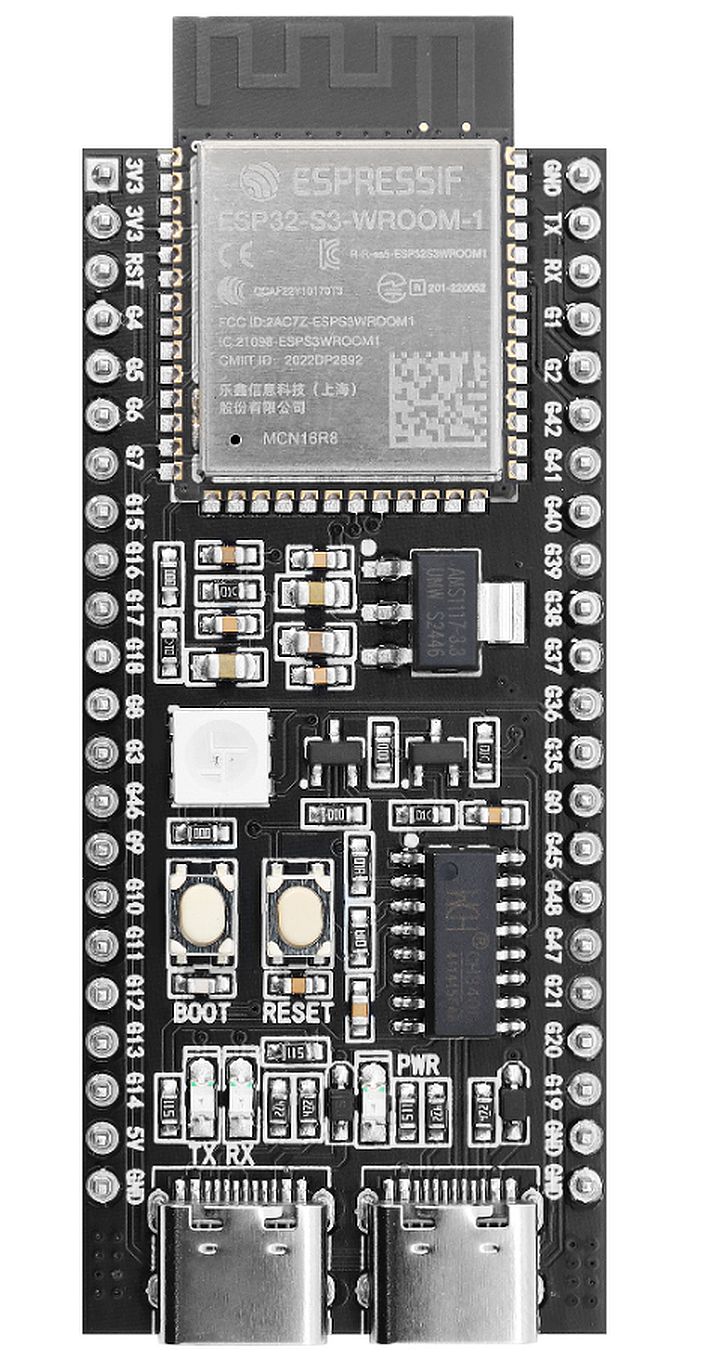 ESPRESSIF
ESP32-S3-WROOM-1
R-R-es5-ESP32S3WROOM1
CCAF22Y10170T3
R 201-220052
FCC ID:2AC7Z-ESPS3WROOM1
IC:21098-ESPS3WROOM1
CMIIT ID: 2022DP2892
乐鑫信息科技(上海)
股份有限公司
MCN16R8
3V3
3V3
RST
G4
G5
G6
G7
G15
G16
G17
G18
G8
G3
G46
G9
G10
G11
G12
G13
G14
5V
GND
GND
TX
RX
G1
G2
G42
G41
G40
G39
G38
G37
G36
G35
G0
G45
G48
G47
G21
G20
G19
GND
GND
AMS1117-3.3
UMW S2446
BOOT
RESET
PWR
TX RX